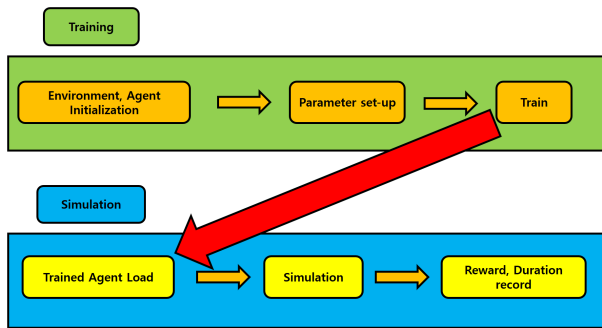 Training
Environment, Agent
Initialization
Parameter set-up
Train
Simulation
Trained Agent Load
Simulation
Reward, Duration
record